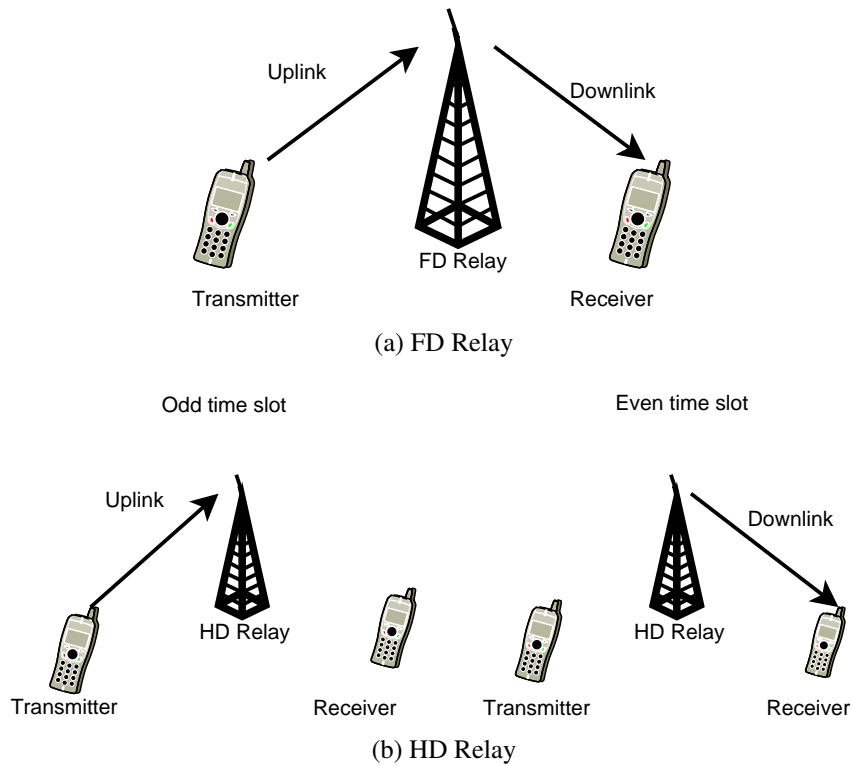 Uplink
Downlink
FD Relay
Transmitter
Receiver
(a) FD Relay
Odd time slot
Even time slot
Uplink
Downlink
HD Relay
HD Relay
Transmitter
Receiver
Transmitter
Receiver
(b) HD Relay